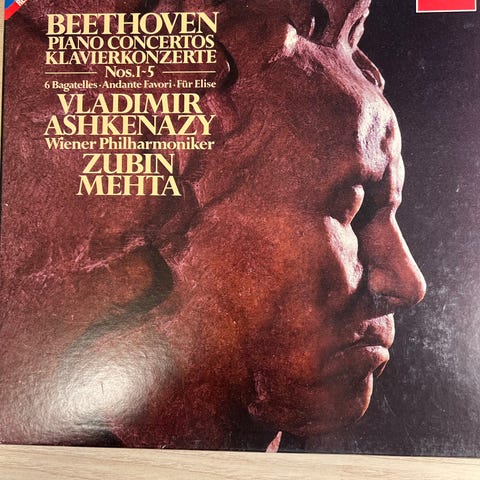 BEETHOVEN
PIANO CONCERTOS
KLAVIERKONZERTE
Nos.1-5
6 Bagatelles · Andante Favori · Für Elise
VLADIMIR
ASHKENAZY
Wiener Philharmoniker
ZUBIN
MEHTA